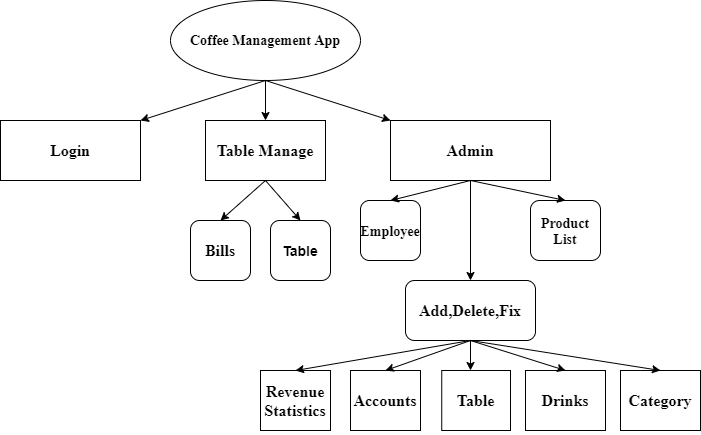 Coffee Management App
Login
Table Manage
Admin
Employee
Product
List
Bills
Table
Add,Delete,Fix
Revenue
Statistics
Accounts
Table
Drinks
Category